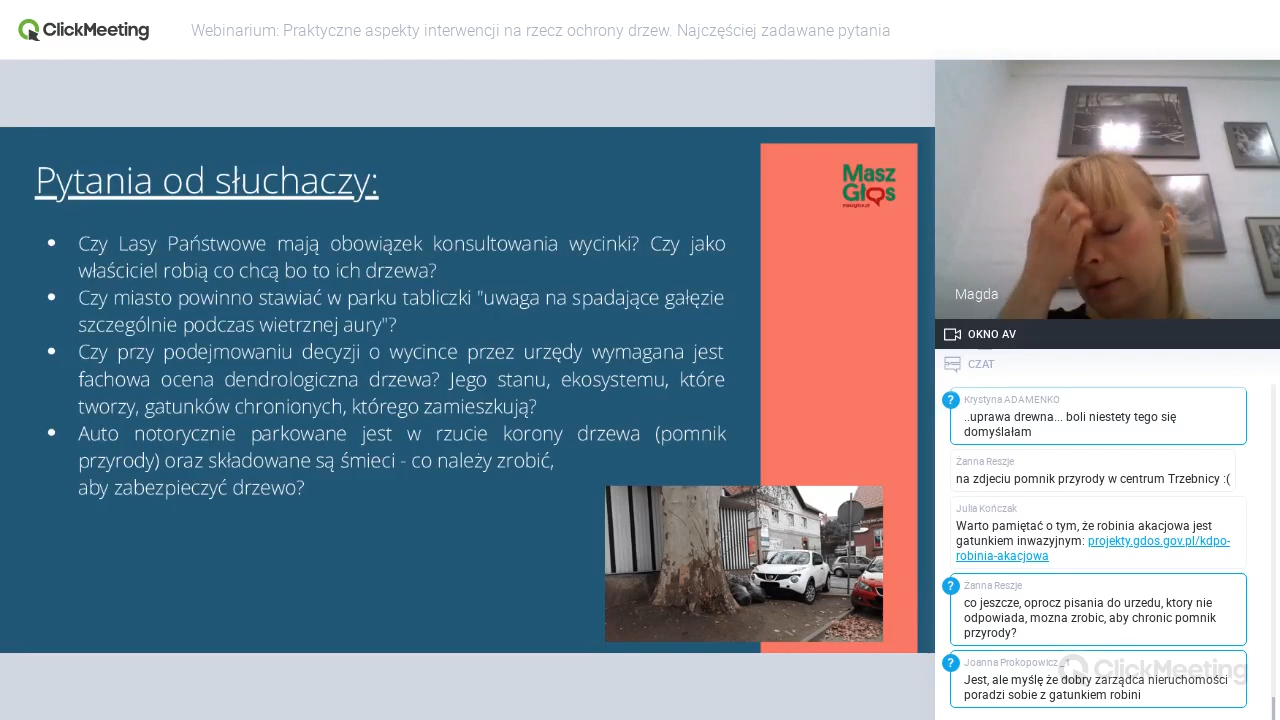 ClickMeeting
Webinarium: Praktyczne aspekty interwencji na rzecz ochrony drzew. Najczęściej zadawane pytania
Pytania od słuchaczy:
Masz
Głos
• Czy Lasy Państwowe mają obowiązek konsultowania wycinki? Czy jako
właściciel robią co chcą bo to ich drzewa?
• Czy miasto powinno stawiać w parku tabliczki "uwaga na spadające gałęzie
szczególnie podczas wietrznej aury"?
• Czy przy podejmowaniu decyzji o wycince przez urzędy wymagana jest
fachowa ocena dendrologiczna drzewa? Jego stanu, ekosystemu, które
tworzy, gatunków chronionych, którego zamieszkują?
• Auto notorycznie parkowane jest w rzucie korony drzewa (pomnik
przyrody) oraz składowane są śmieci - co należy zrobić,
aby zabezpieczyć drzewo?
Magda
OKNO AV
CZAT
?
Krystyna ADAMENKO
..uprawa drewna... boli niestety tego się
domyślałam
Żanna Reszje
na zdjeciu pomnik przyrody w centrum Trzebnicy :(
Julia Kończak
Warto pamiętać o tym, że robinia akacjowa jest
gatunkiem inwazyjnym: projekty.gdos.gov.pl/kdpo-
robinia-akacjowa
?
Żanna Reszje
co jeszcze, oprocz pisania do urzedu, ktory nie
odpowiada, mozna zrobic, aby chronic pomnik
przyrody?
?
Joanna Prokopowicz_1
Jest, ale myślę że dobry zarządca nieruchomości
poradzi sobie z gatunkiem robini
ClickMeeting